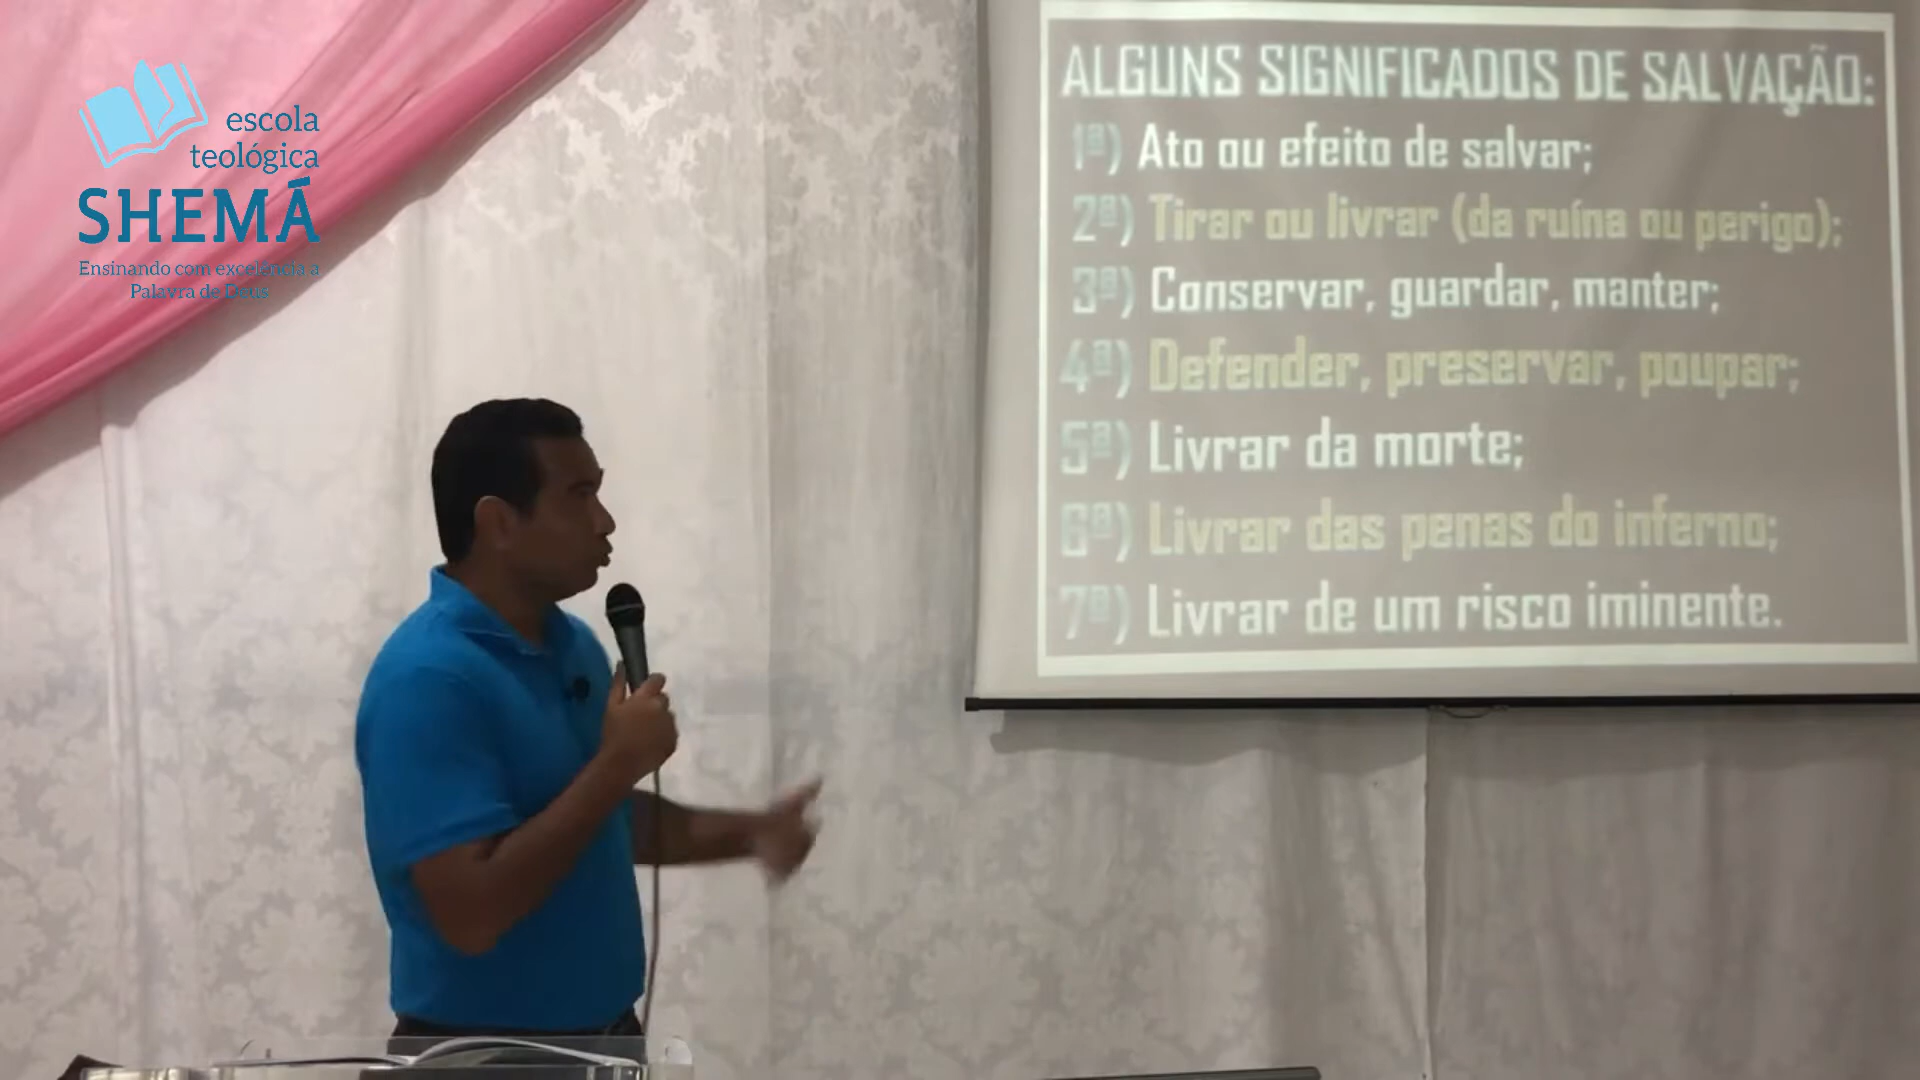 escola
teológica
SHEMÁ
Ensinando com excelência a
Palavra de Deus
ALGUNS SIGNIFICADOS DE SALVAÇÃO:
1ª) Ato ou efeito de salvar;
2ª) Tirar ou livrar (da ruína ou perigo);
3ª) Conservar, guardar, manter;
4ª) Defender, preservar, poupar;
5ª) Livrar da morte;
6ª) Livrar das penas do inferno;
7ª) Livrar de um risco iminente.